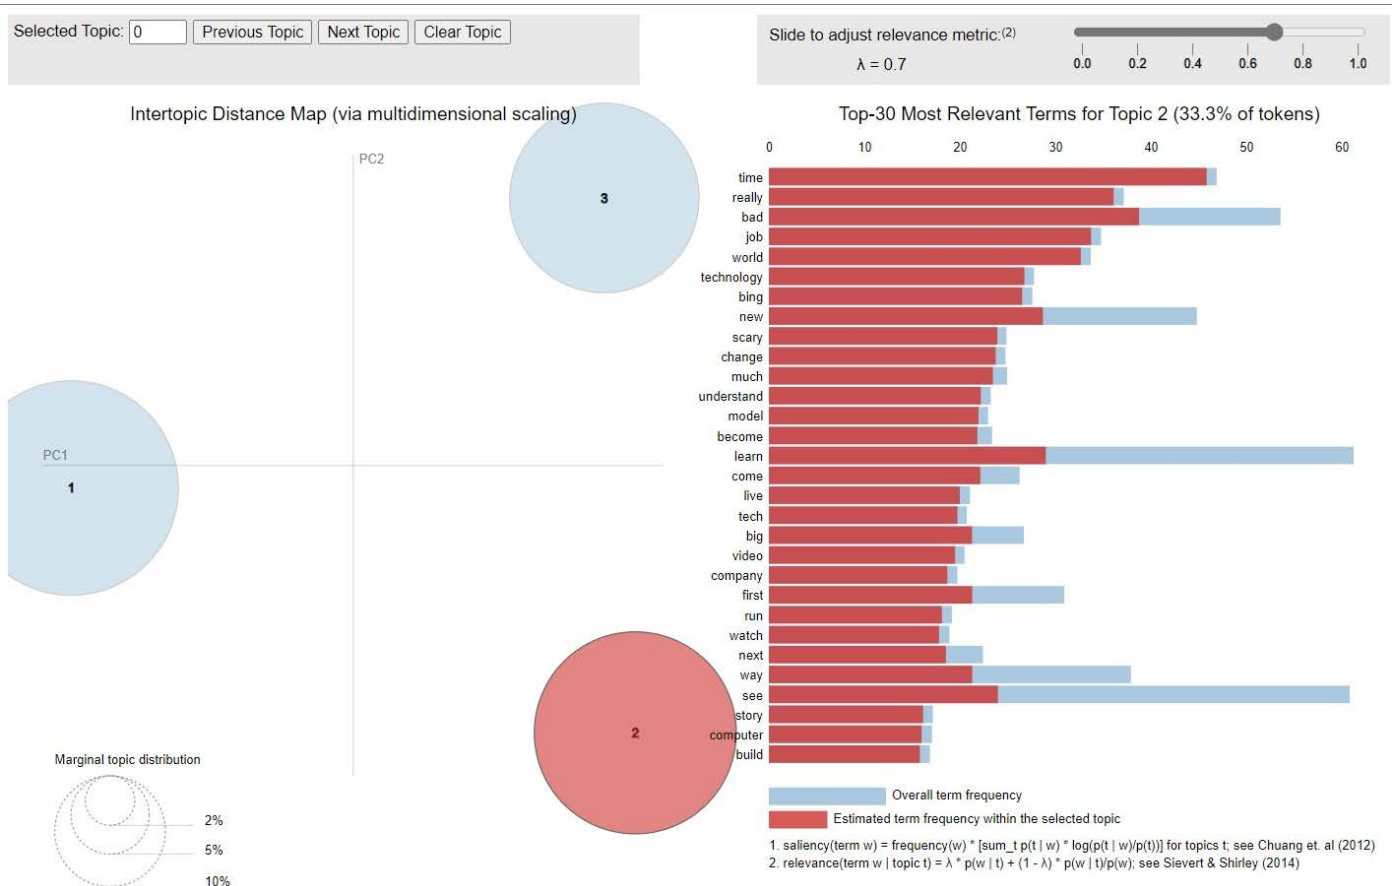 Selected Topic: 0 Previous Topic Next Topic Clear Topic
Slide to adjust relevance metric:(2)
λ = 0.7
0.0 0.2 0.4 0.6 0.8 1.0
Intertopic Distance Map (via multidimensional scaling)
PC2
3
PC1
1
2
Marginal topic distribution
2%
5%
10%
Top-30 Most Relevant Terms for Topic 2 (33.3% of tokens)
0 10 20 30 40 50 60
time
really
bad
job
world
technology
bing
new
scary
change
much
understand
model
become
learn
come
live
tech
big
video
company
first
run
watch
next
way
see
story
computer
build
Overall term frequency
Estimated term frequency within the selected topic
1. saliency(term w) = frequency(w) * [sum_t p(t | w) * log(p(t | w)/p(t))] for topics t; see Chuang et. al (2012)
2. relevance(term w | topic t) = λ * p(w | t) + (1 - λ) * p(w | t)/p(w); see Sievert & Shirley (2014)